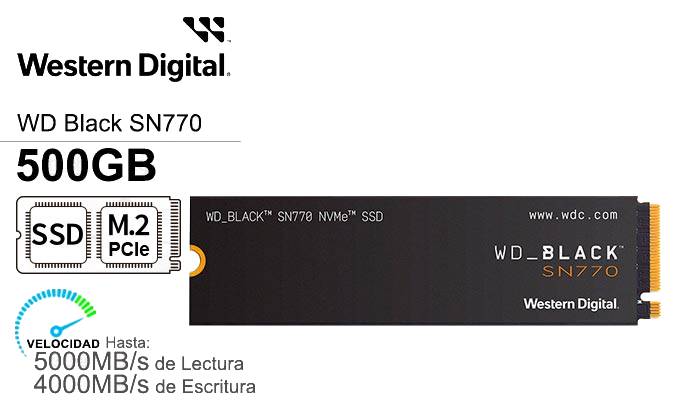 Western Digital.
WD Black SN770
500GB
SSD
M.2
PCIe
WD_BLACK™ SN770 NVMe™ SSD
www.wdc.com
WD_BLACK™
SN770
Western Digital.
VELOCIDAD Hasta:
5000MB/s de Lectura
4000MB/s de Escritura